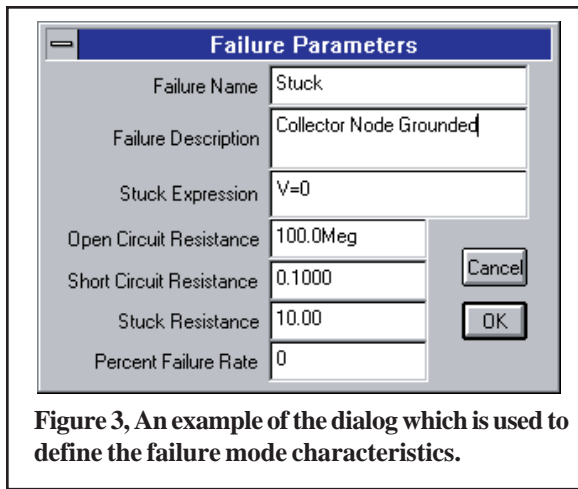 Failure Parameters
Failure Name Stuck
Failure Description Collector Node Grounded
Stuck Expression V=0
Open Circuit Resistance 100.0Meg
Short Circuit Resistance 0.1000
Cancel
Stuck Resistance 10.00
OK
Percent Failure Rate 0
Figure 3, An example of the dialog which is used to
define the failure mode characteristics.